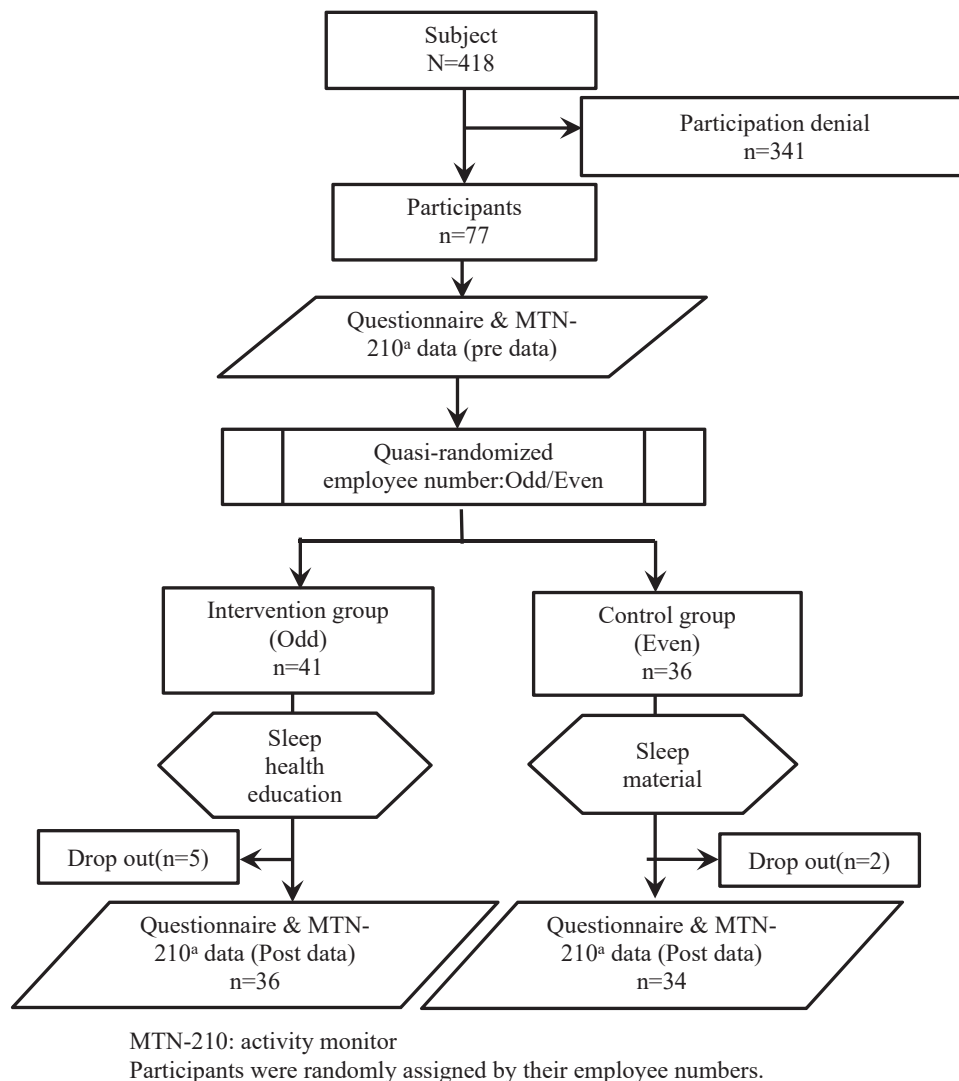 Subject
N=418
Participation denial
n=341
Participants
n=77
Questionnaire & MTN-
210ᵃ data (pre data)
Quasi-randomized
employee number:Odd/Even
Intervention group
(Odd)
n=41
Control group
(Even)
n=36
Sleep
health
education
Sleep
material
Drop out(n=5)
Drop out(n=2)
Questionnaire & MTN-
210ᵃ data (Post data)
n=36
Questionnaire & MTN-
210ᵃ data (Post data)
n=34
MTN-210: activity monitor
Participants were randomly assigned by their employee numbers.